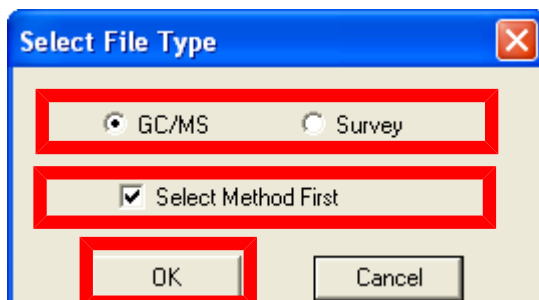 Select File Type
GC/MS Survey
Select Method First
OK Cancel